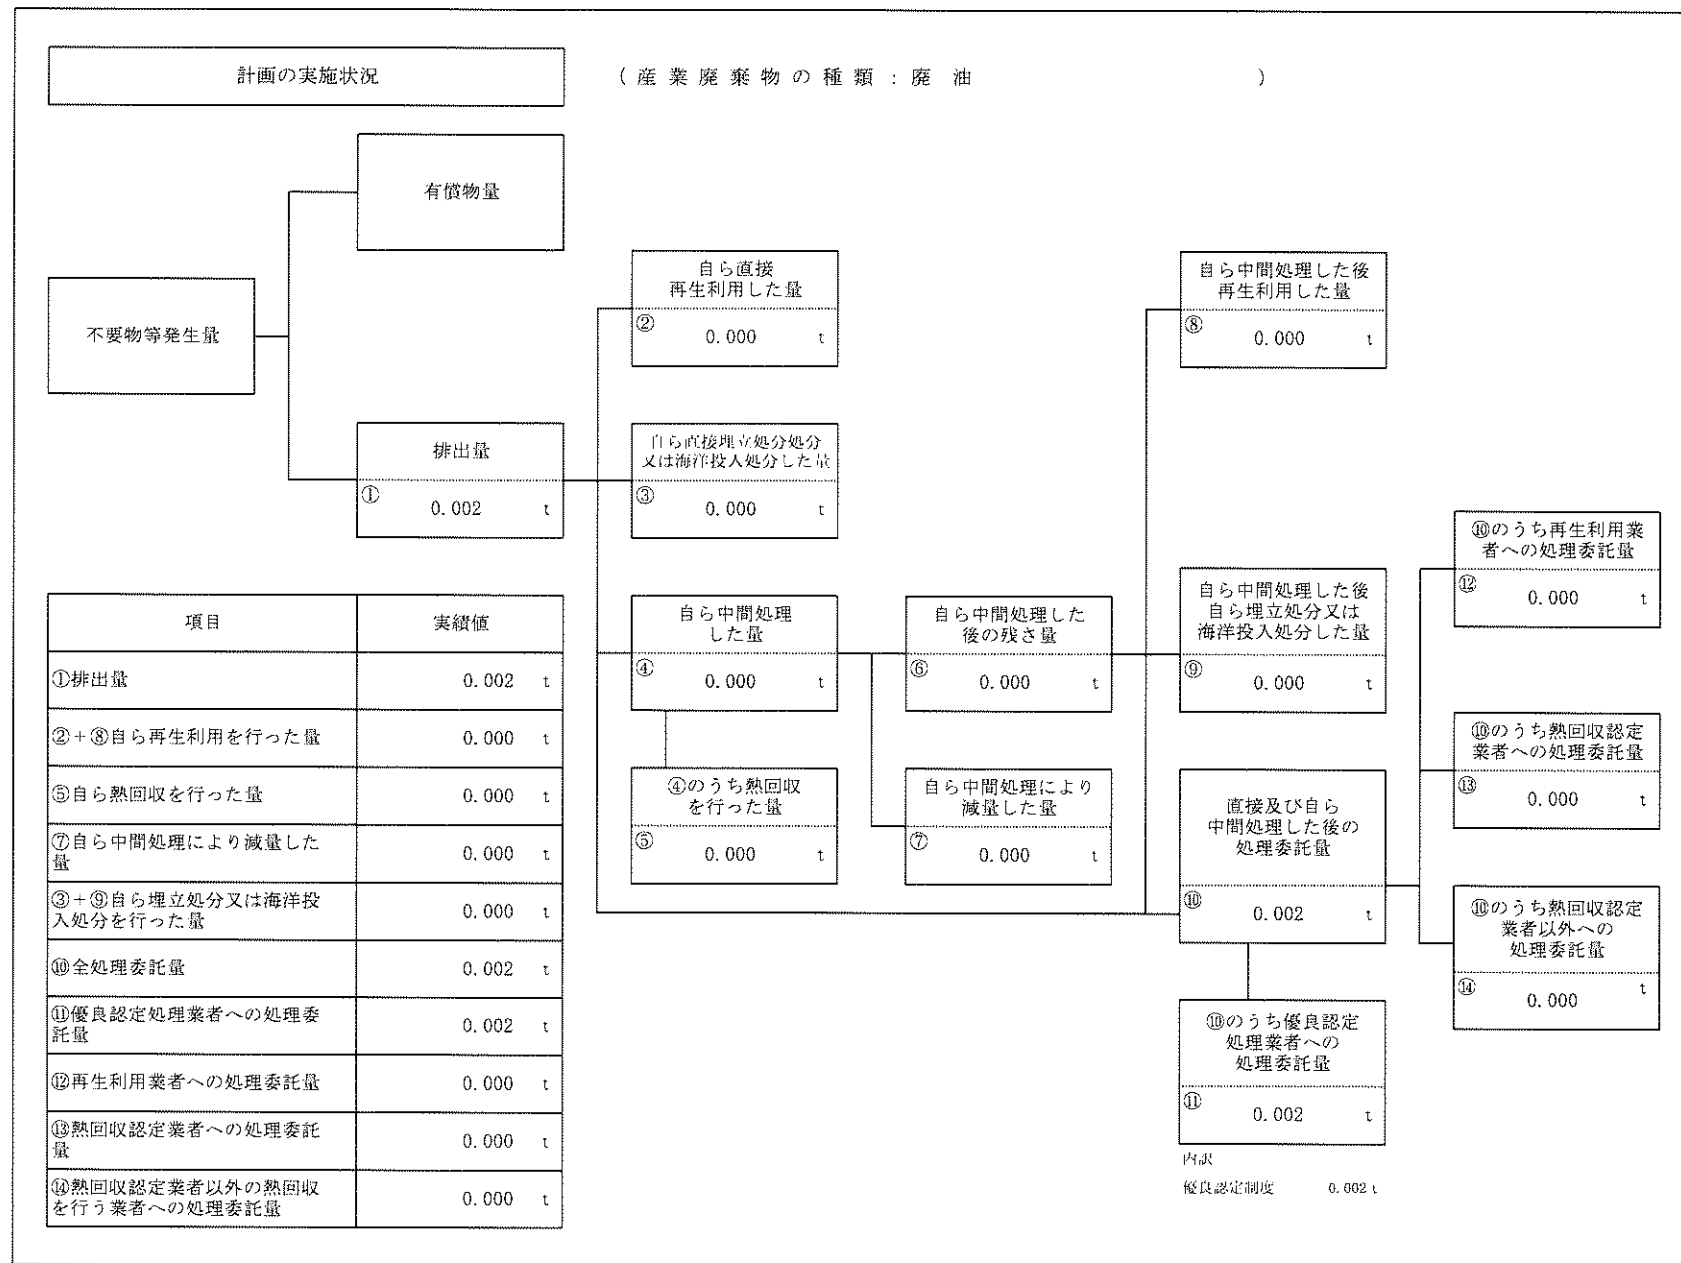 計画の実施状況
(産業廃棄物の種類:廃油 )
有償物量
不要物等発生量
排出量
① 0.002 t
自ら直接
再生利用した量
② 0.000 t
自ら直接埋立処分処分
又は海洋投入処分した量
③ 0.000 t
自ら中間処理
した量
④ 0.000 t
④のうち熱回収
を行った量
⑤ 0.000 t
自ら中間処理した
後の残さ量
⑥ 0.000 t
自ら中間処理により
減量した量
⑦ 0.000 t
自ら中間処理した後
再生利用した量
⑧ 0.000 t
自ら中間処理した後
自ら埋立処分又は
海洋投入処分した量
⑨ 0.000 t
直接及び自ら
中間処理した後の
処理委託量
⑩ 0.002 t
⑩のうち優良認定
処理業者への
処理委託量
⑪ 0.002 t
内訳
優良認定制度 0.002 t
⑩のうち再生利用業
者への処理委託量
⑫ 0.000 t
⑩のうち熱回収認定
業者への処理委託量
⑬ 0.000 t
⑩のうち熱回収認定
業者以外への
処理委託量
⑭ 0.000 t
項目 実績値
①排出量 0.002 t
②+⑧自ら再生利用を行った量 0.000 t
⑤自ら熱回収を行った量 0.000 t
⑦自ら中間処理により減量した
量 0.000 t
③+⑨自ら埋立処分又は海洋投
入処分を行った量 0.000 t
⑩全処理委託量 0.002 t
⑪優良認定処理業者への処理委
託量 0.002 t
⑫再生利用業者への処理委託量 0.000 t
⑬熱回収認定業者への処理委託
量 0.000 t
⑭熱回収認定業者以外の熱回収
を行う業者への処理委託量 0.000 t